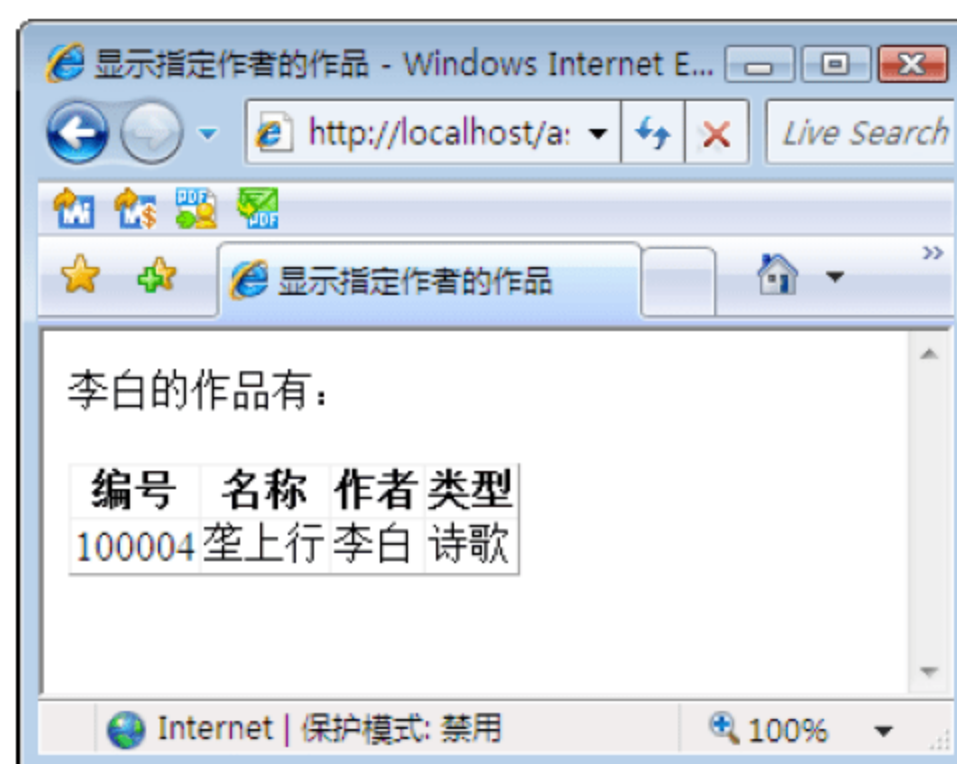 显示指定作者的作品 - Windows Internet E...
http://localhost/a: Live Search
显示指定作者的作品
李白的作品有：
编号 名称 作者 类型
100004 垄上行 李白 诗歌
Internet | 保护模式: 禁用 100%